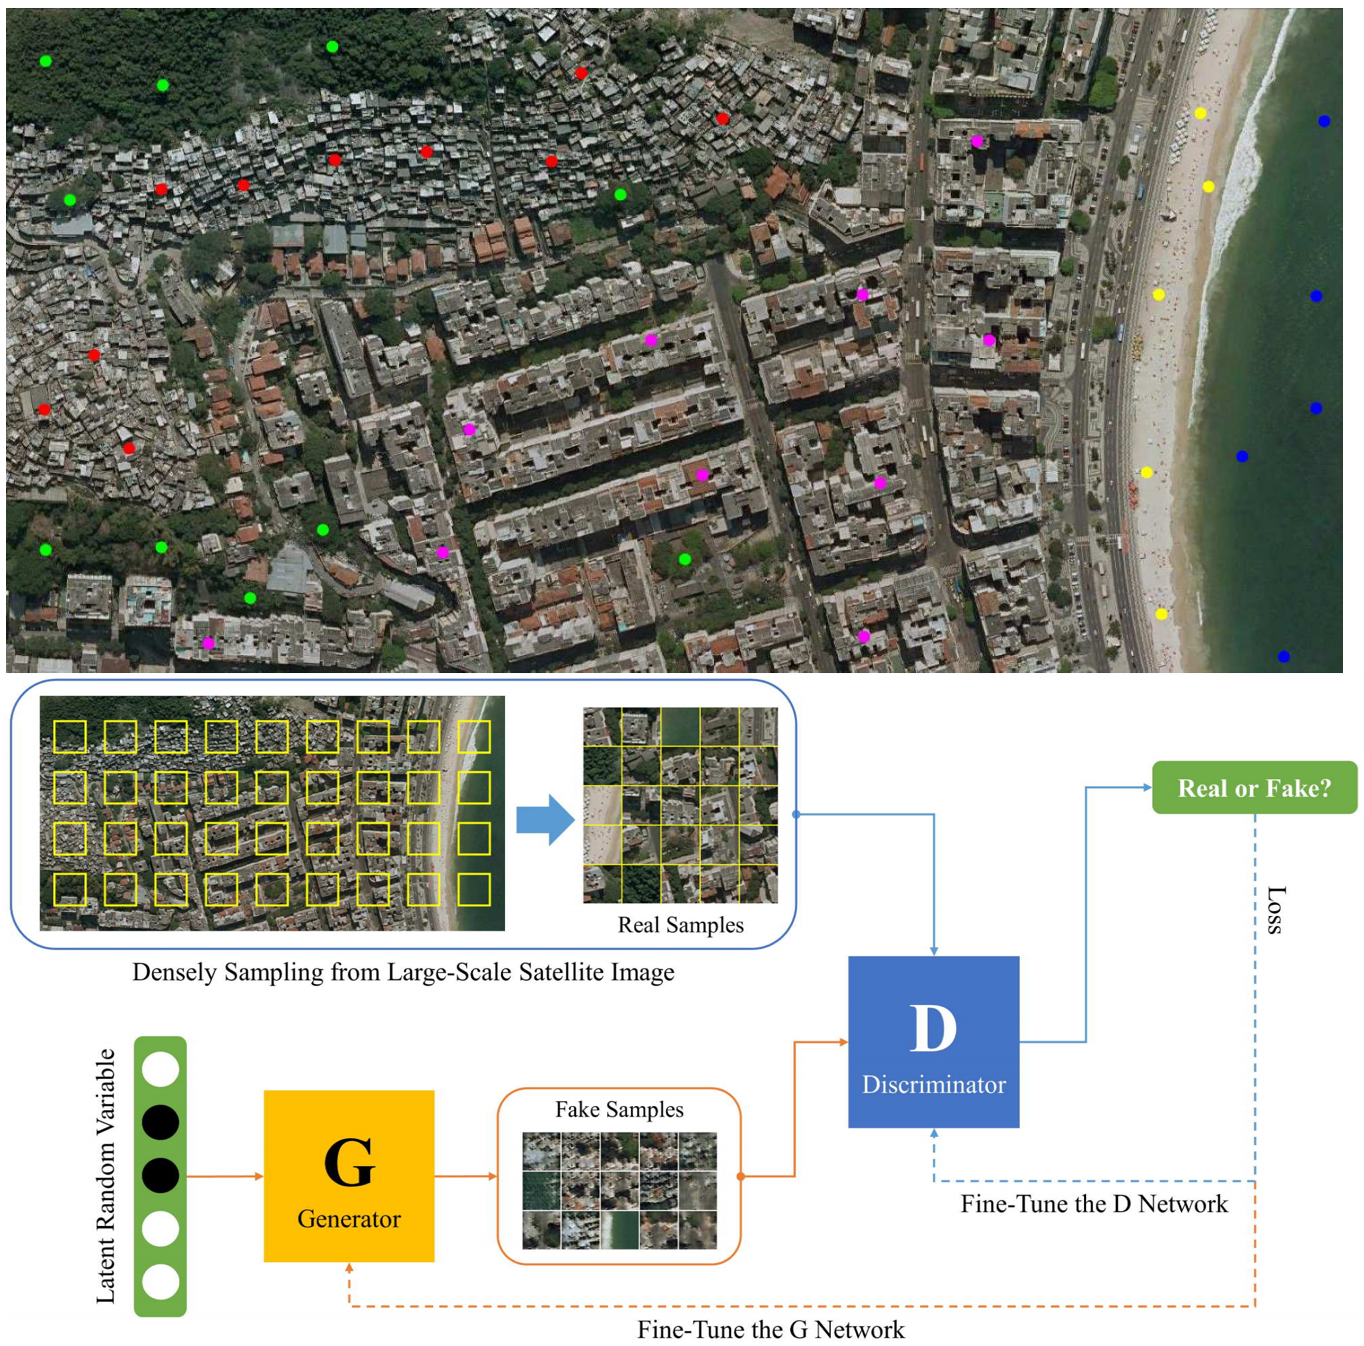 Real or Fake?
Loss
Real Samples
Densely Sampling from Large-Scale Satellite Image
D
Discriminator
Latent Random Variable
G
Generator
Fake Samples
Fine-Tune the D Network
Fine-Tune the G Network